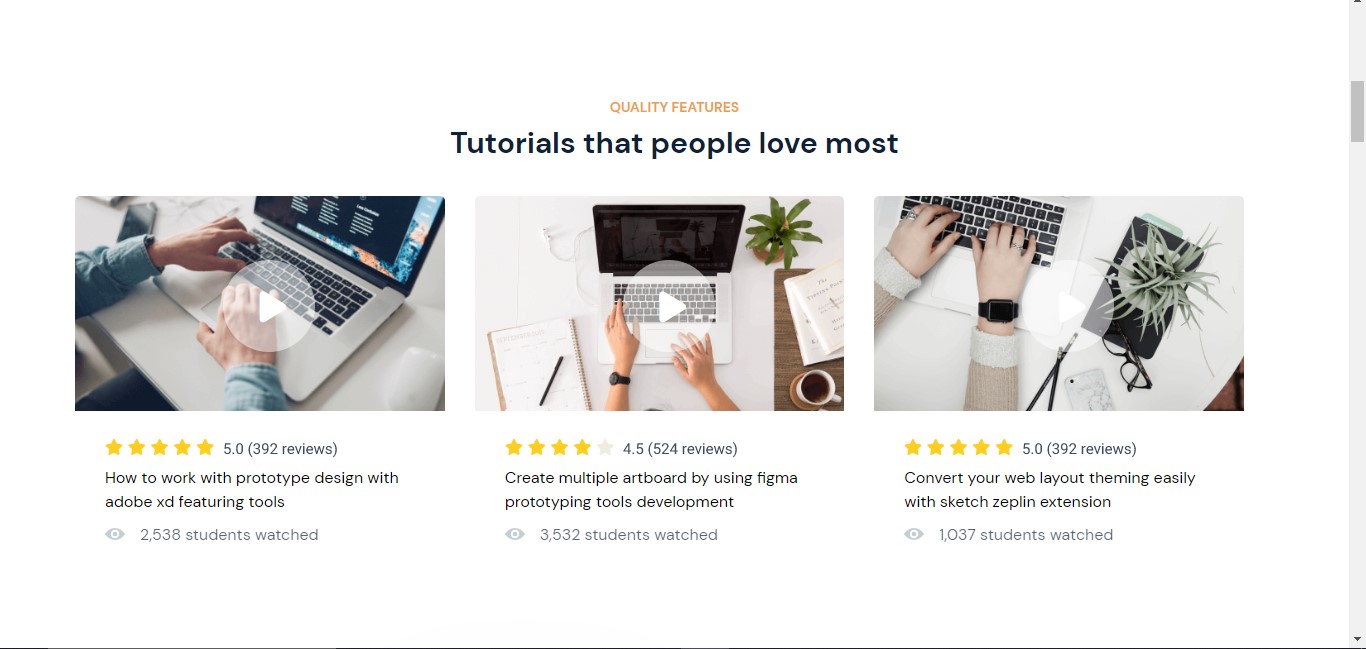 QUALITY FEATURES
Tutorials that people love most
5.0 (392 reviews)
How to work with prototype design with
adobe xd featuring tools
2,538 students watched
4.5 (524 reviews)
Create multiple artboard by using figma
prototyping tools development
3,532 students watched
5.0 (392 reviews)
Convert your web layout theming easily
with sketch zeplin extension
1,037 students watched